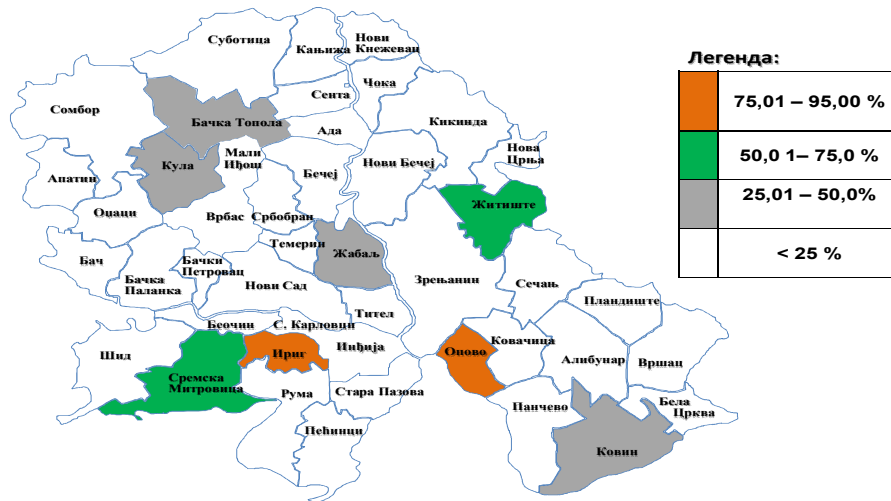 Суботица
Кањижа
Нови
Кнежевац
Чока
Сента
Сомбор
Бачка Топола
Ада
Кикинда
Нова
Црња
Мали
Иђош
Кула
Бечеј
Нови Бечеј
Апатин
Оџаци
Врбас
Србобран
Житиште
Темерин
Жабаљ
Бач
Бачки
Петровац
Бачка
Паланка
Нови Сад
Зрењанин
Сечањ
Пландиште
Тител
Беочин
С. Карловци
Шид
Ириг
Инђија
Опово
Ковачица
Алибунар
Вршац
Сремска
Митровица
Рума
Стара Пазова
Панчево
Бела
Црква
Пећинци
Ковин
Легенда:
75,01 – 95,00 %
50,0 1– 75,0 %
25,01 – 50,0%
< 25 %